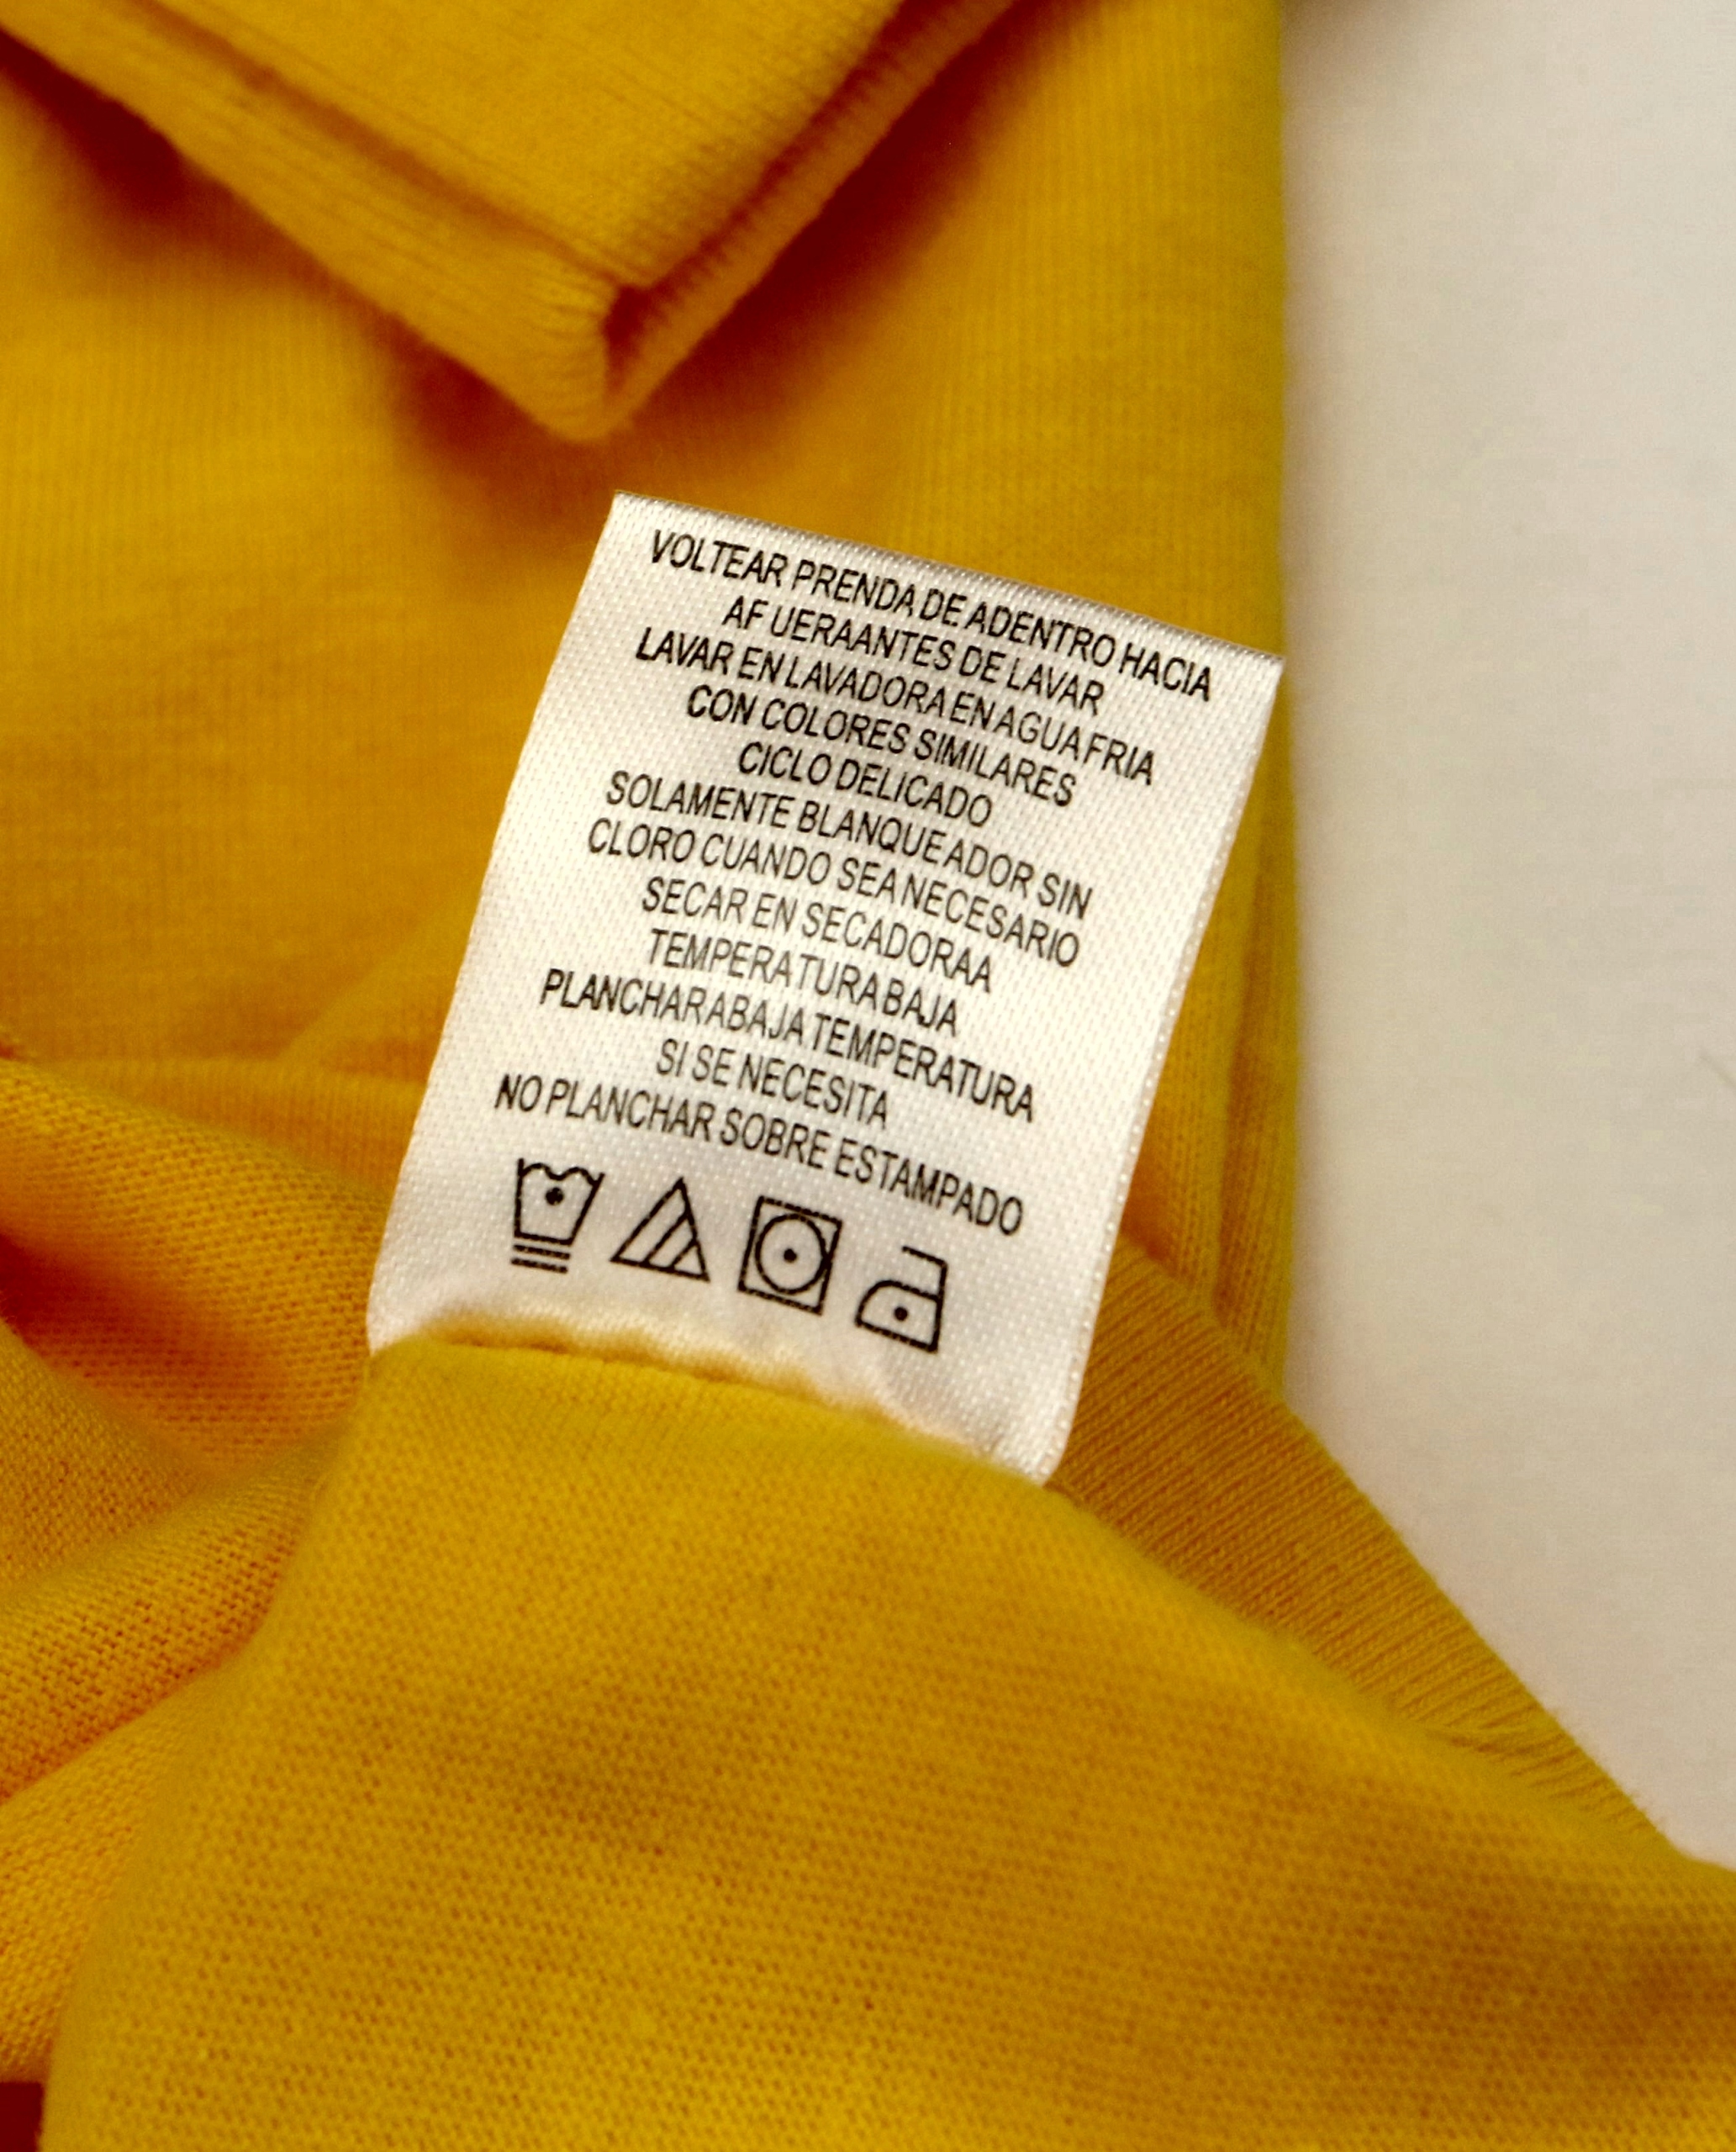 VOLTEAR PRENDA DE ADENTRO HACIA
AF UERAANTES DE LAVAR
LAVAR EN LAVADORA EN AGUA FRIA
CON COLORES SIMILARES
CICLO DELICADO
SOLAMENTE BLANQUEADOR SIN
CLORO CUANDO SEA NECESARIO
SECAR EN SECADORAA
TEMPERATURA BAJA
PLANCHAR ABAJA TEMPERATURA
SI SE NECESITA
NO PLANCHAR SOBRE ESTAMPADO